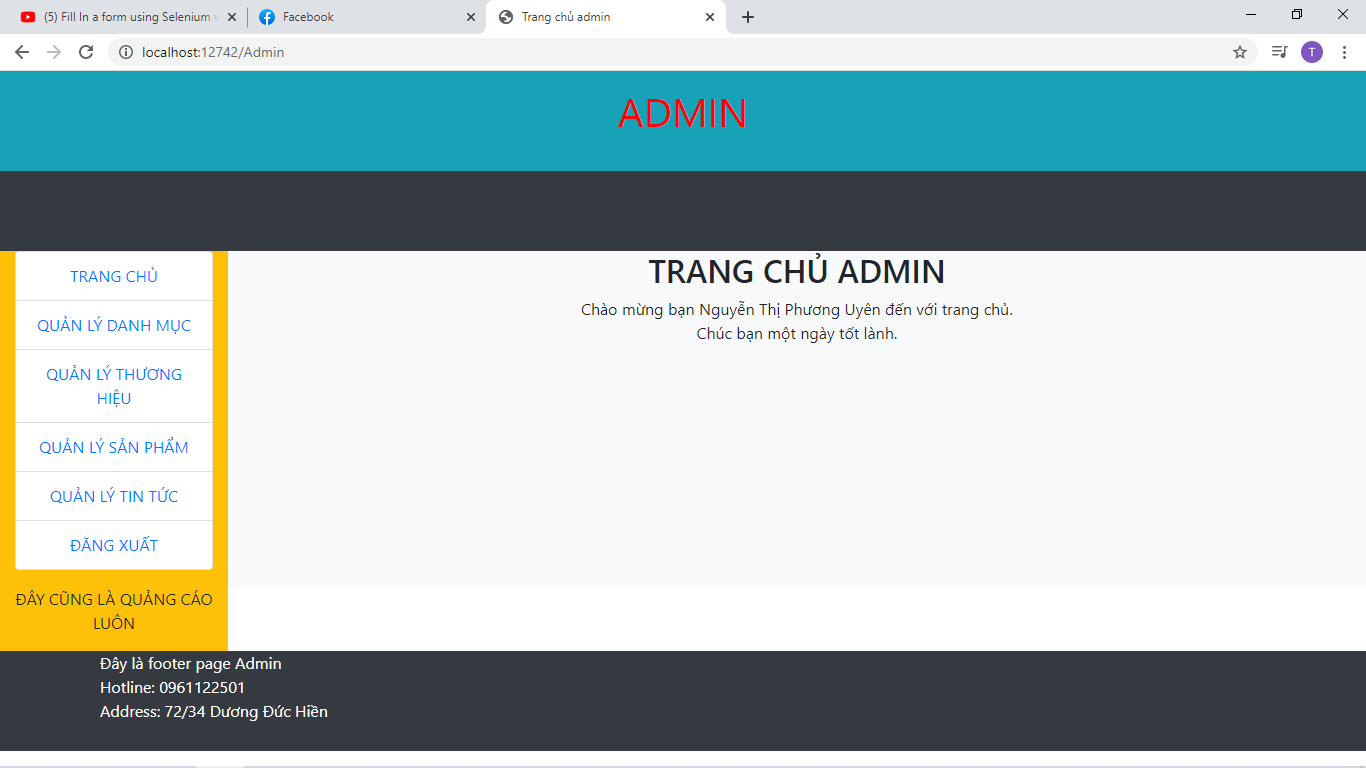 (5) Fill In a form using Selenium
Facebook
Trang chủ admin
localhost:12742/Admin
T
ADMIN
TRANG CHỦ
QUẢN LÝ DANH MỤC
QUẢN LÝ THƯƠNG
HIỆU
QUẢN LÝ SẢN PHẨM
QUẢN LÝ TIN TỨC
ĐĂNG XUẤT
ĐÂY CŨNG LÀ QUẢNG CÁO
LUÔN
TRANG CHỦ ADMIN
Chào mừng bạn Nguyễn Thị Phương Uyên đến với trang chủ.
Chúc bạn một ngày tốt lành.
Đây là footer page Admin
Hotline: 0961122501
Address: 72/34 Dương Đức Hiền